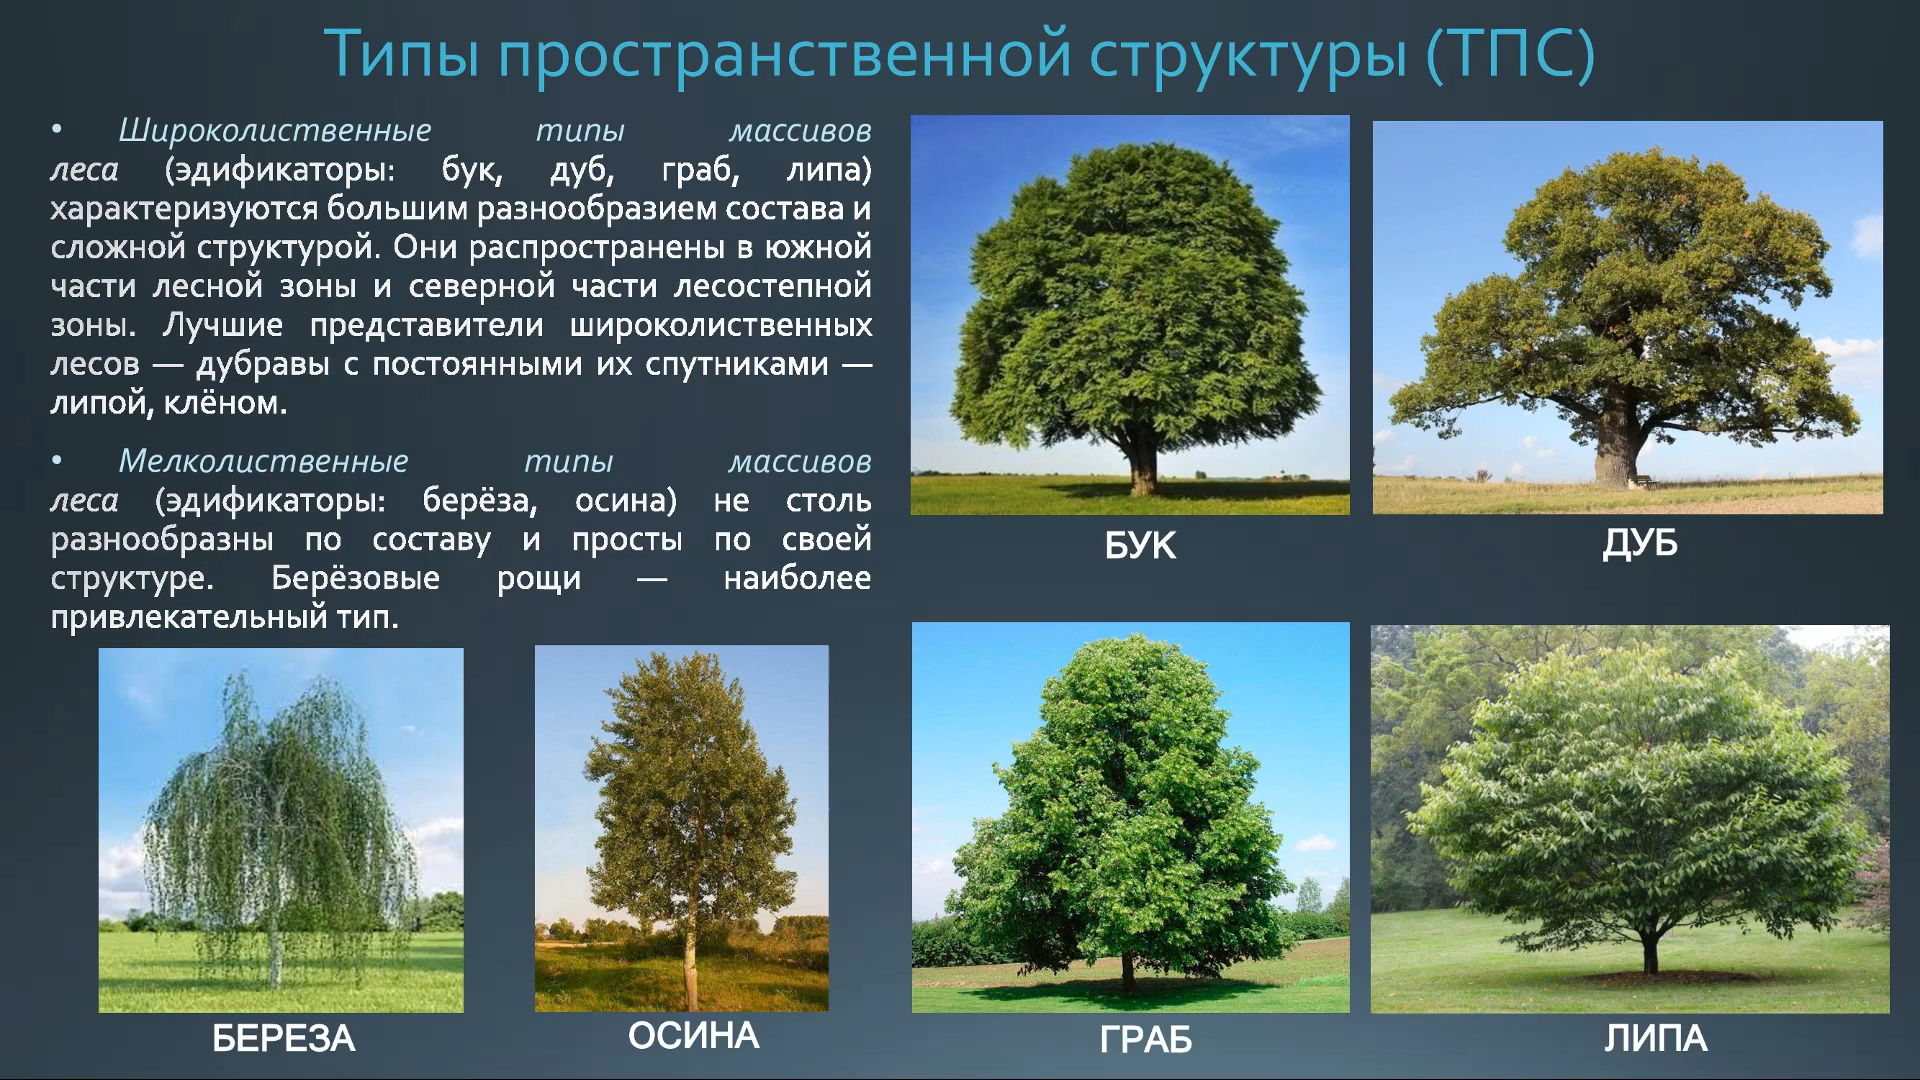 Типы пространственной структуры (ТПС)
• Широколиственные типы массивов
леса (эдификаторы: бук, дуб, граб, липа)
характеризуются большим разнообразием состава и
сложной структурой. Они распространены в южной
части лесной зоны и северной части лесостепной
зоны. Лучшие представители широколиственных
лесов — дубравы с постоянными их спутниками —
липой, клёном.
• Мелколиственные типы массивов
леса (эдификаторы: берёза, осина) не столь
разнообразны по составу и просты по своей
структуре. Берёзовые рощи — наиболее
привлекательный тип.
БУК
ДУБ
БЕРЕЗА
ОСИНА
ГРАБ
ЛИПА